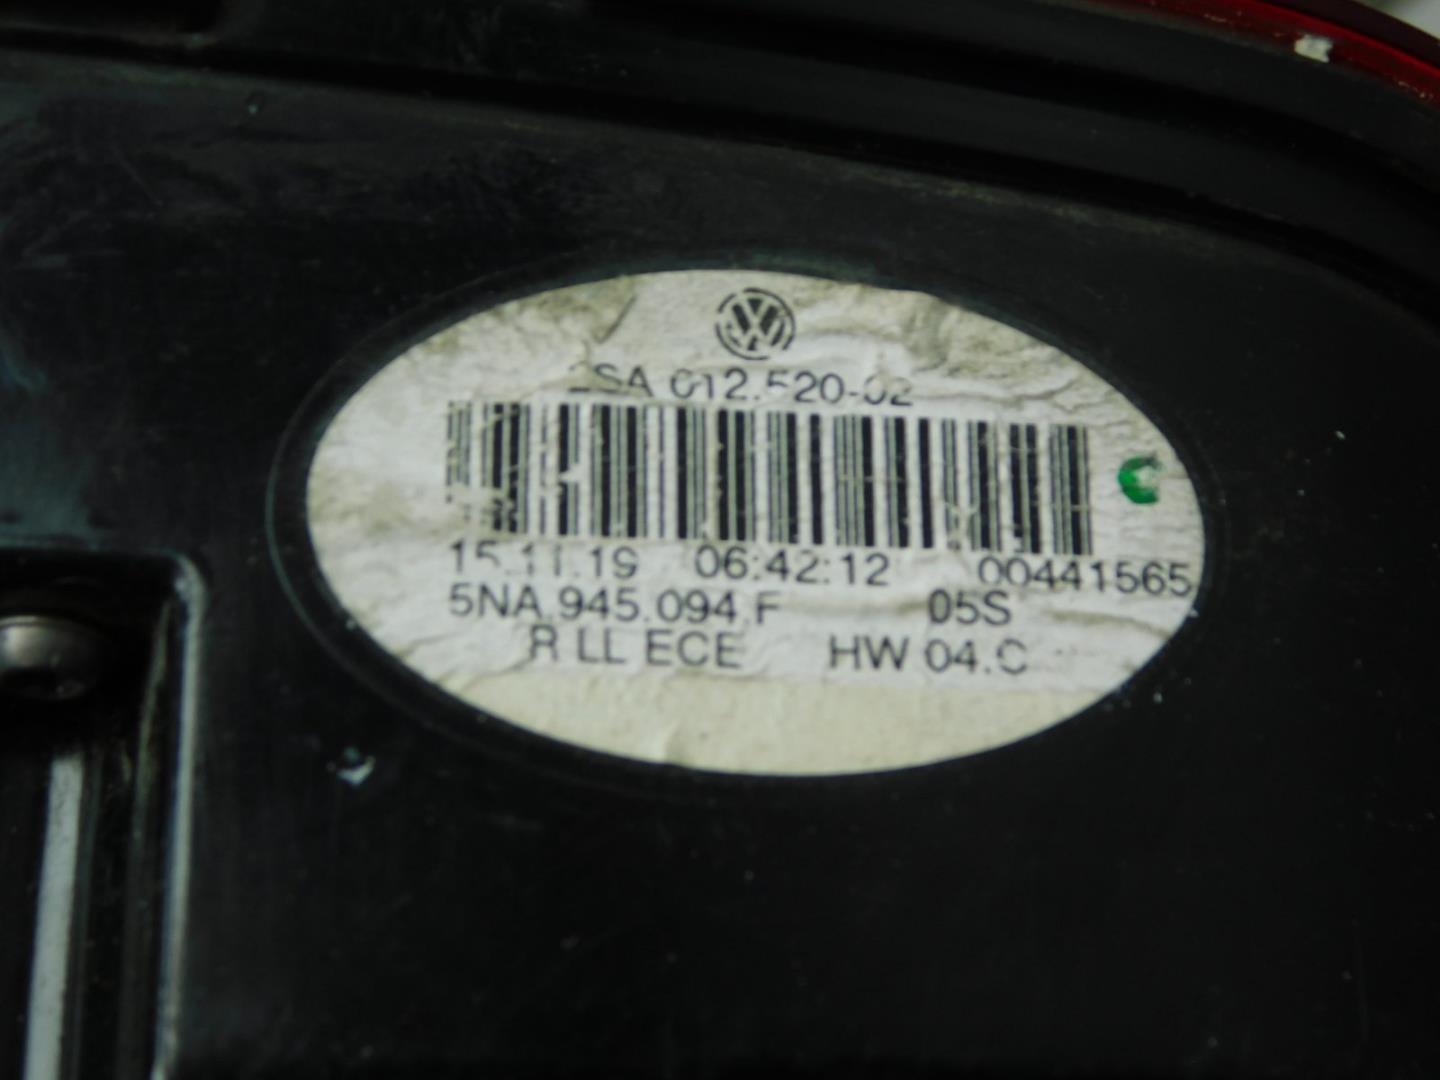 2SA 012.520-02
15.11.19 06:42:12 00441565
5NA.945.094.F 05S
R LL ECE HW 04.C